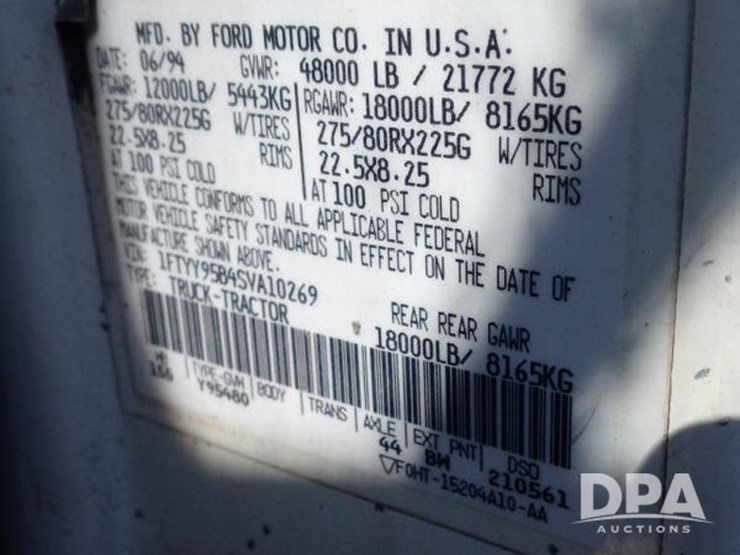 MFD. BY FORD MOTOR CO. IN U.S.A.
DATE: 06/94 GVWR: 48000 LB / 21772 KG
FGAWR: 12000LB/ 5443KG RGAWR: 18000LB/ 8165KG
275/80RX225G W/TIRES 275/80RX225G W/TIRES
22.5X8.25 RIMS 22.5X8.25 RIMS
AT 100 PSI COLD AT 100 PSI COLD
THIS VEHICLE CONFORMS TO ALL APPLICABLE FEDERAL
MOTOR VEHICLE SAFETY STANDARDS IN EFFECT ON THE DATE OF
MANUFACTURE SHOWN ABOVE.
VIN: 1FTYY95B4SVA10269
TYPE: TRUCK-TRACTOR REAR REAR GAWR
18000LB/ 8165KG
WB TYPE-GVW BODY TRANS AXLE EXT PNT DSO
156 Y95480 44 BW 210561
▽F0HT-15204A10-AA
DPA
AUCTIONS